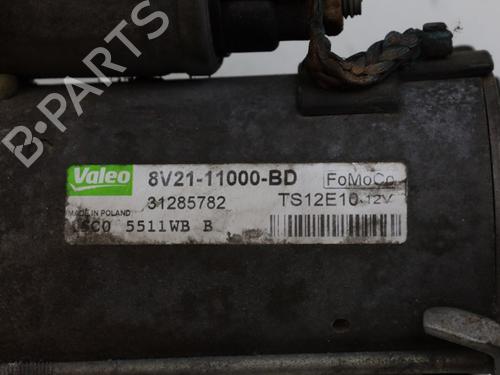 B-PARTS
Valeo 8V21-11000-BD FoMoCo
31285782 TS12E10 12V
MADE IN POLAND
5511WB B